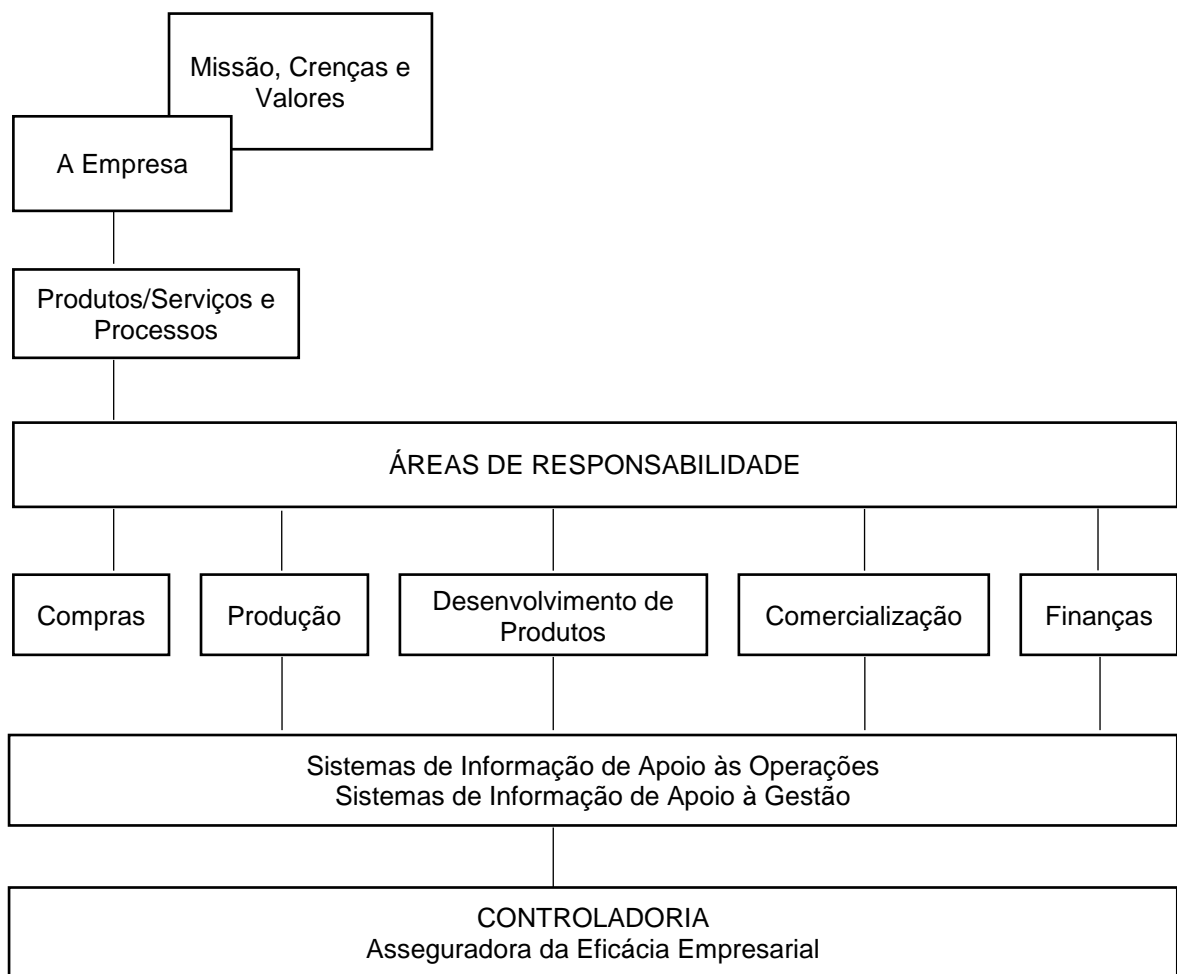 Missão, Crenças e
Valores
A Empresa
Produtos/Serviços e
Processos
ÁREAS DE RESPONSABILIDADE
Compras
Produção
Desenvolvimento de
Produtos
Comercialização
Finanças
Sistemas de Informação de Apoio às Operações
Sistemas de Informação de Apoio à Gestão
CONTROLADORIA
Asseguradora da Eficácia Empresarial